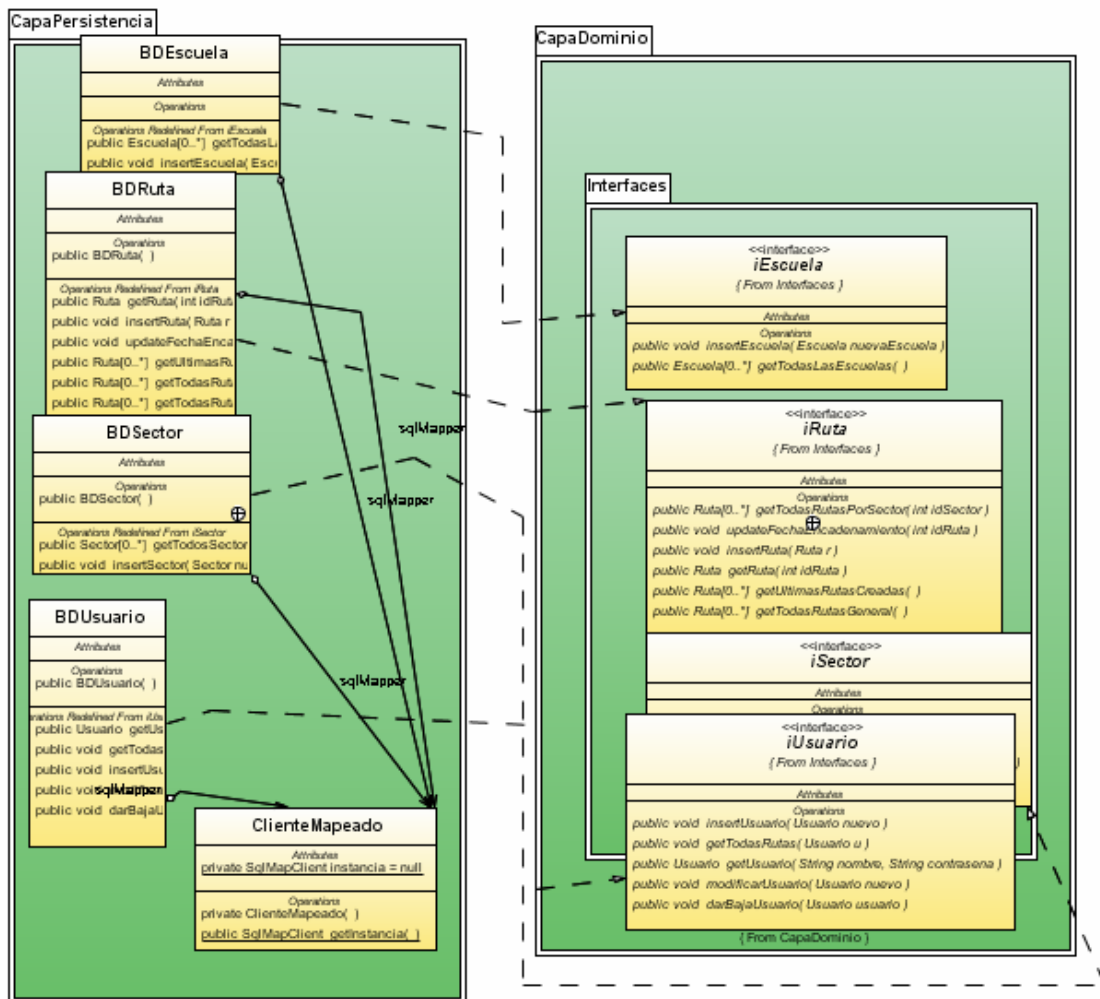 CapaPersistencia
BDEscuela
Attributes
Operations
Operations Redefined From iEscuela
public Escuela[0..*] getTodasLa
public void insertEscuela( Esc
BDRuta
Attributes
Operations
public BDRuta( )
Operations Redefined From iRuta
public Ruta getRuta( int idRut
public void insertRuta( Ruta r
public void updateFechaEnca
public Ruta[0..*] getUltimasRu
public Ruta[0..*] getTodasRut
public Ruta[0..*] getTodasRut
BDSector
Attributes
Operations
public BDSector( )
Operations Redefined From iSector
public Sector[0..*] getTodosSector
public void insertSector( Sector nu
BDUsuario
Attributes
Operations
public BDUsuario( )
erations Redefined From iUs
public Usuario getUs
public void getTodas
public void insertUsu
public void
public void darBajaU
sqlMapper
sqlMapper
sqlMapper
sqlMapper
ClienteMapeado
Attributes
private SqlMapClient instancia = null
Operations
private ClienteMapeado( )
public SqlMapClient getInstancia( )
CapaDominio
Interfaces
<<interface>>
iEscuela
{ From Interfaces }
Attributes
Operations
public void insertEscuela( Escuela nuevaEscuela )
public Escuela[0..*] getTodasLasEscuelas( )
<<interface>>
iRuta
{ From Interfaces }
Attributes
Operations
public Ruta[0..*] getTodasRutasPorSector( int idSector )
public void updateFechaEncadenamiento( int idRuta )
public void insertRuta( Ruta r )
public Ruta getRuta( int idRuta )
public Ruta[0..*] getUltimasRutasCreadas( )
public Ruta[0..*] getTodasRutasGeneral( )
<<interface>>
iSector
Attributes
Operations
<<interface>>
iUsuario
{ From Interfaces }
Attributes
Operations
public void insertUsuario( Usuario nuevo )
public void getTodasRutas( Usuario u )
public Usuario getUsuario( String nombre, String contrasena )
public void modificarUsuario( Usuario nuevo )
public void darBajaUsuario( Usuario usuario )
{ From CapaDominio }